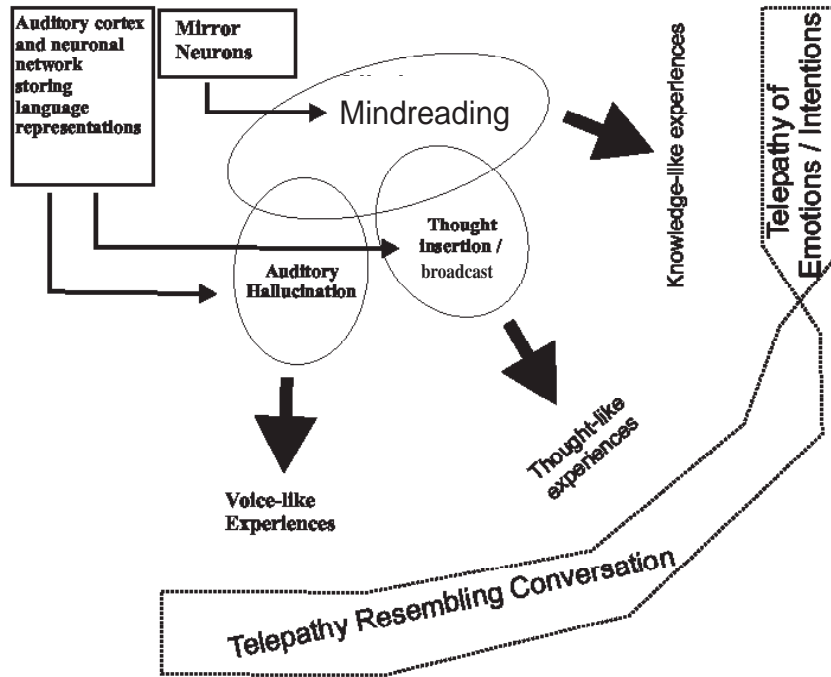 Auditory cortex
and neuronal
network
storing
language
representations
Mirror
Neurons
Mindreading
Thought
insertion /
broadcast
Auditory
Hallucination
Knowledge-like experiences
Telepathy of
Emotions / Intentions
Thought-like
experiences
Voice-like
Experiences
Telepathy Resembling Conversation